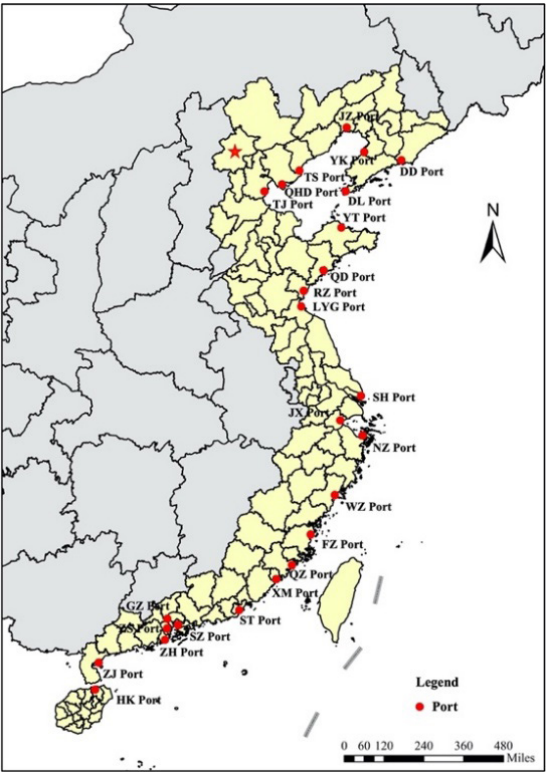 JZ Port
YK Port
DD Port
TS Port
QHD Port
DL Port
TJ Port
YT Port
N
QD Port
RZ Port
LYG Port
SH Port
JX Port
NZ Port
WZ Port
FZ Port
QZ Port
XM Port
GZ Port
ST Port
ZS Port
SZ Port
ZH Port
ZJ Port
HK Port
Legend
Port
0 60 120 240 360 480
Miles